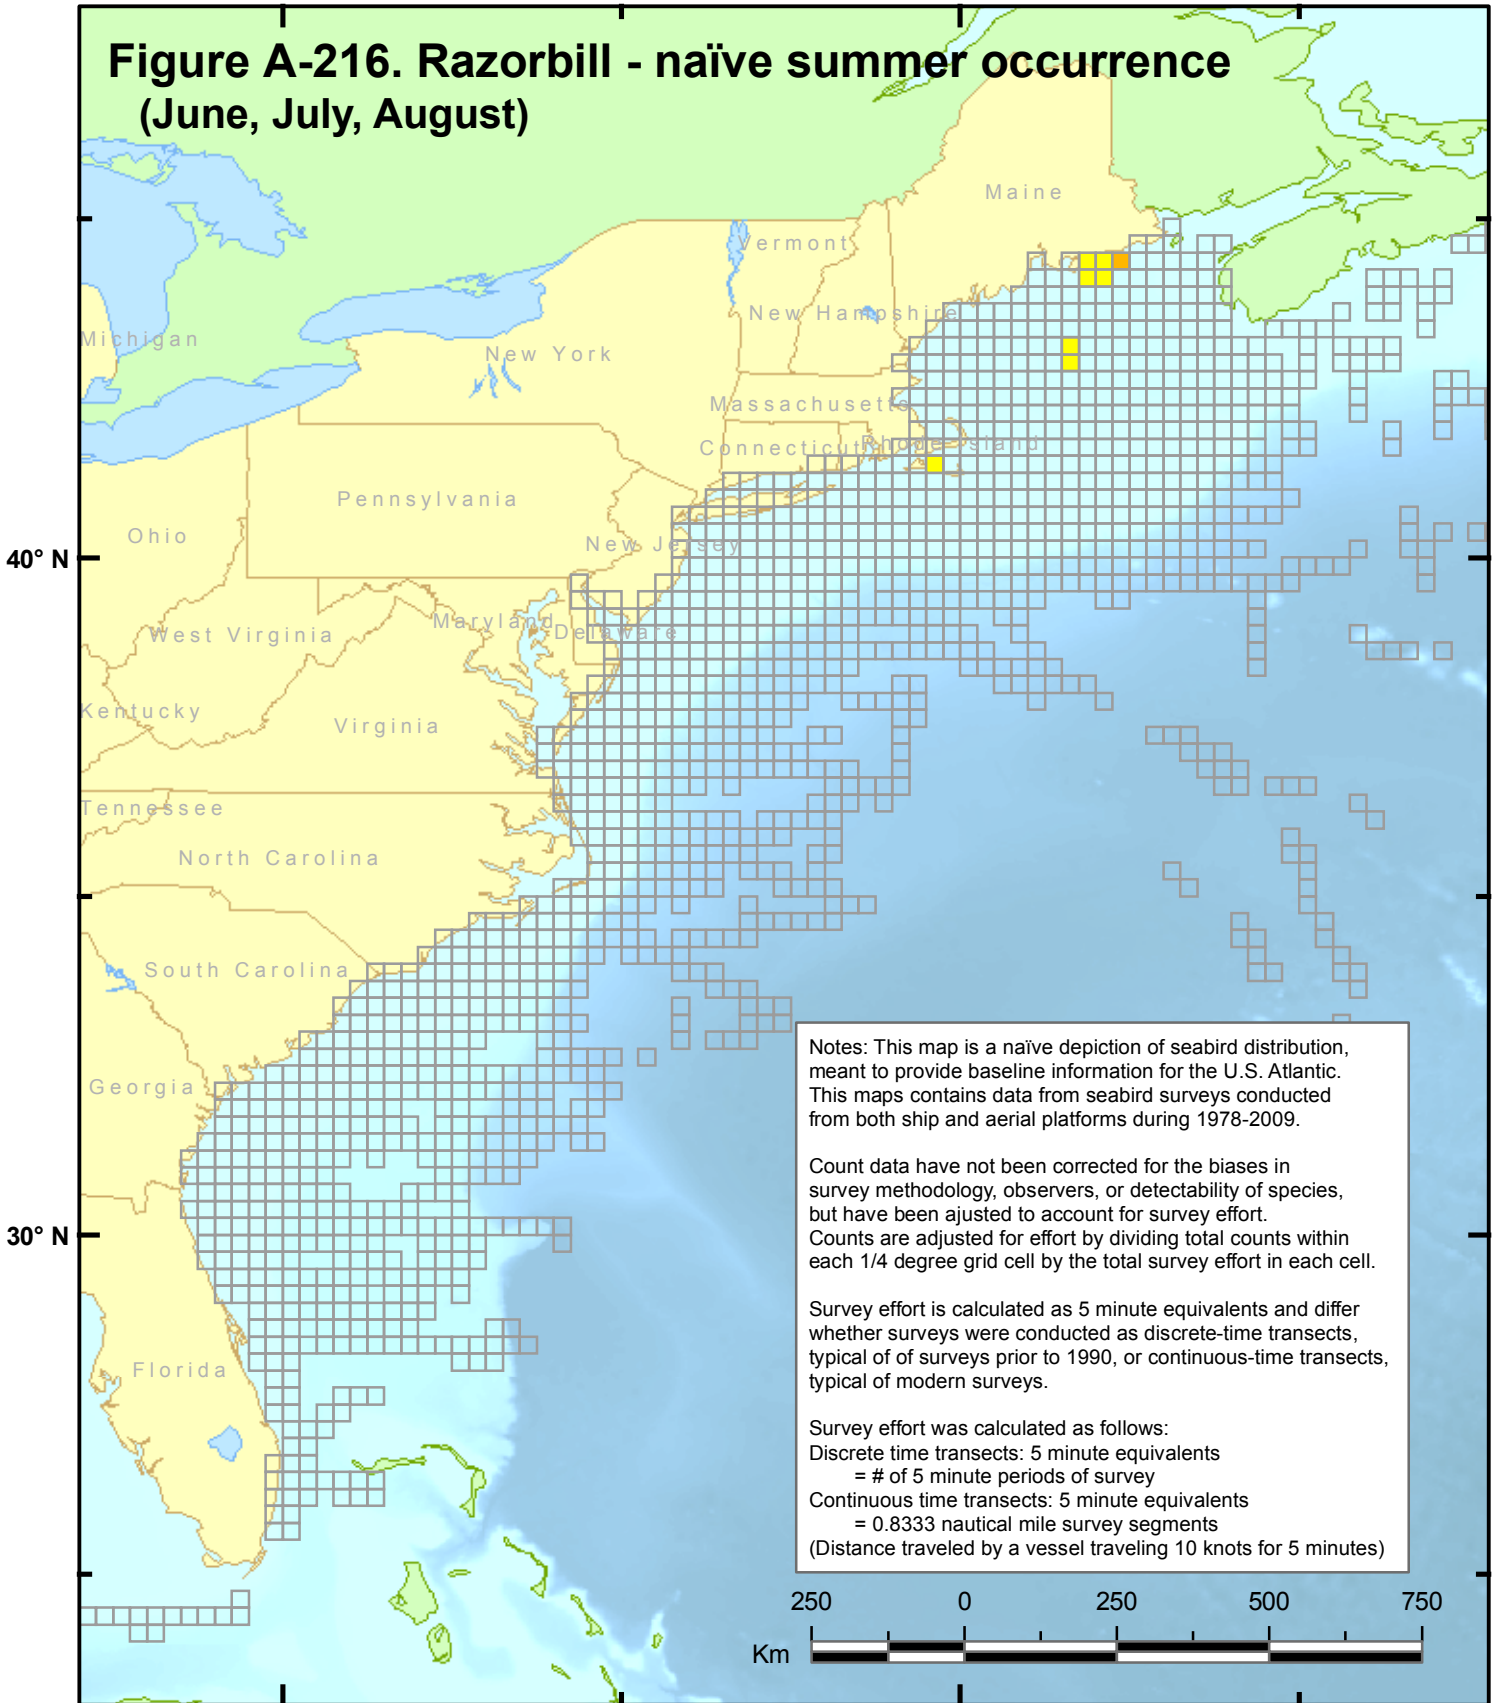 Figure A-216. Razorbill - naïve summer occurrence
(June, July, August)
Maine
Vermont
New Hampshire
Michigan
New York
Massachusetts
Connecticut
Rhode Island
Pennsylvania
Ohio
New Jersey
40° N
West Virginia
Maryland
Delaware
Kentucky
Virginia
Tennessee
North Carolina
South Carolina
Georgia
30° N
Florida
Notes: This map is a naïve depiction of seabird distribution,
meant to provide baseline information for the U.S. Atlantic.
This maps contains data from seabird surveys conducted
from both ship and aerial platforms during 1978-2009.
Count data have not been corrected for the biases in
survey methodology, observers, or detectability of species,
but have been ajusted to account for survey effort.
Counts are adjusted for effort by dividing total counts within
each 1/4 degree grid cell by the total survey effort in each cell.
Survey effort is calculated as 5 minute equivalents and differ
whether surveys were conducted as discrete-time transects,
typical of of surveys prior to 1990, or continuous-time transects,
typical of modern surveys.
Survey effort was calculated as follows:
Discrete time transects: 5 minute equivalents
= # of 5 minute periods of survey
Continuous time transects: 5 minute equivalents
= 0.8333 nautical mile survey segments
(Distance traveled by a vessel traveling 10 knots for 5 minutes)
250 0 250 500 750
Km